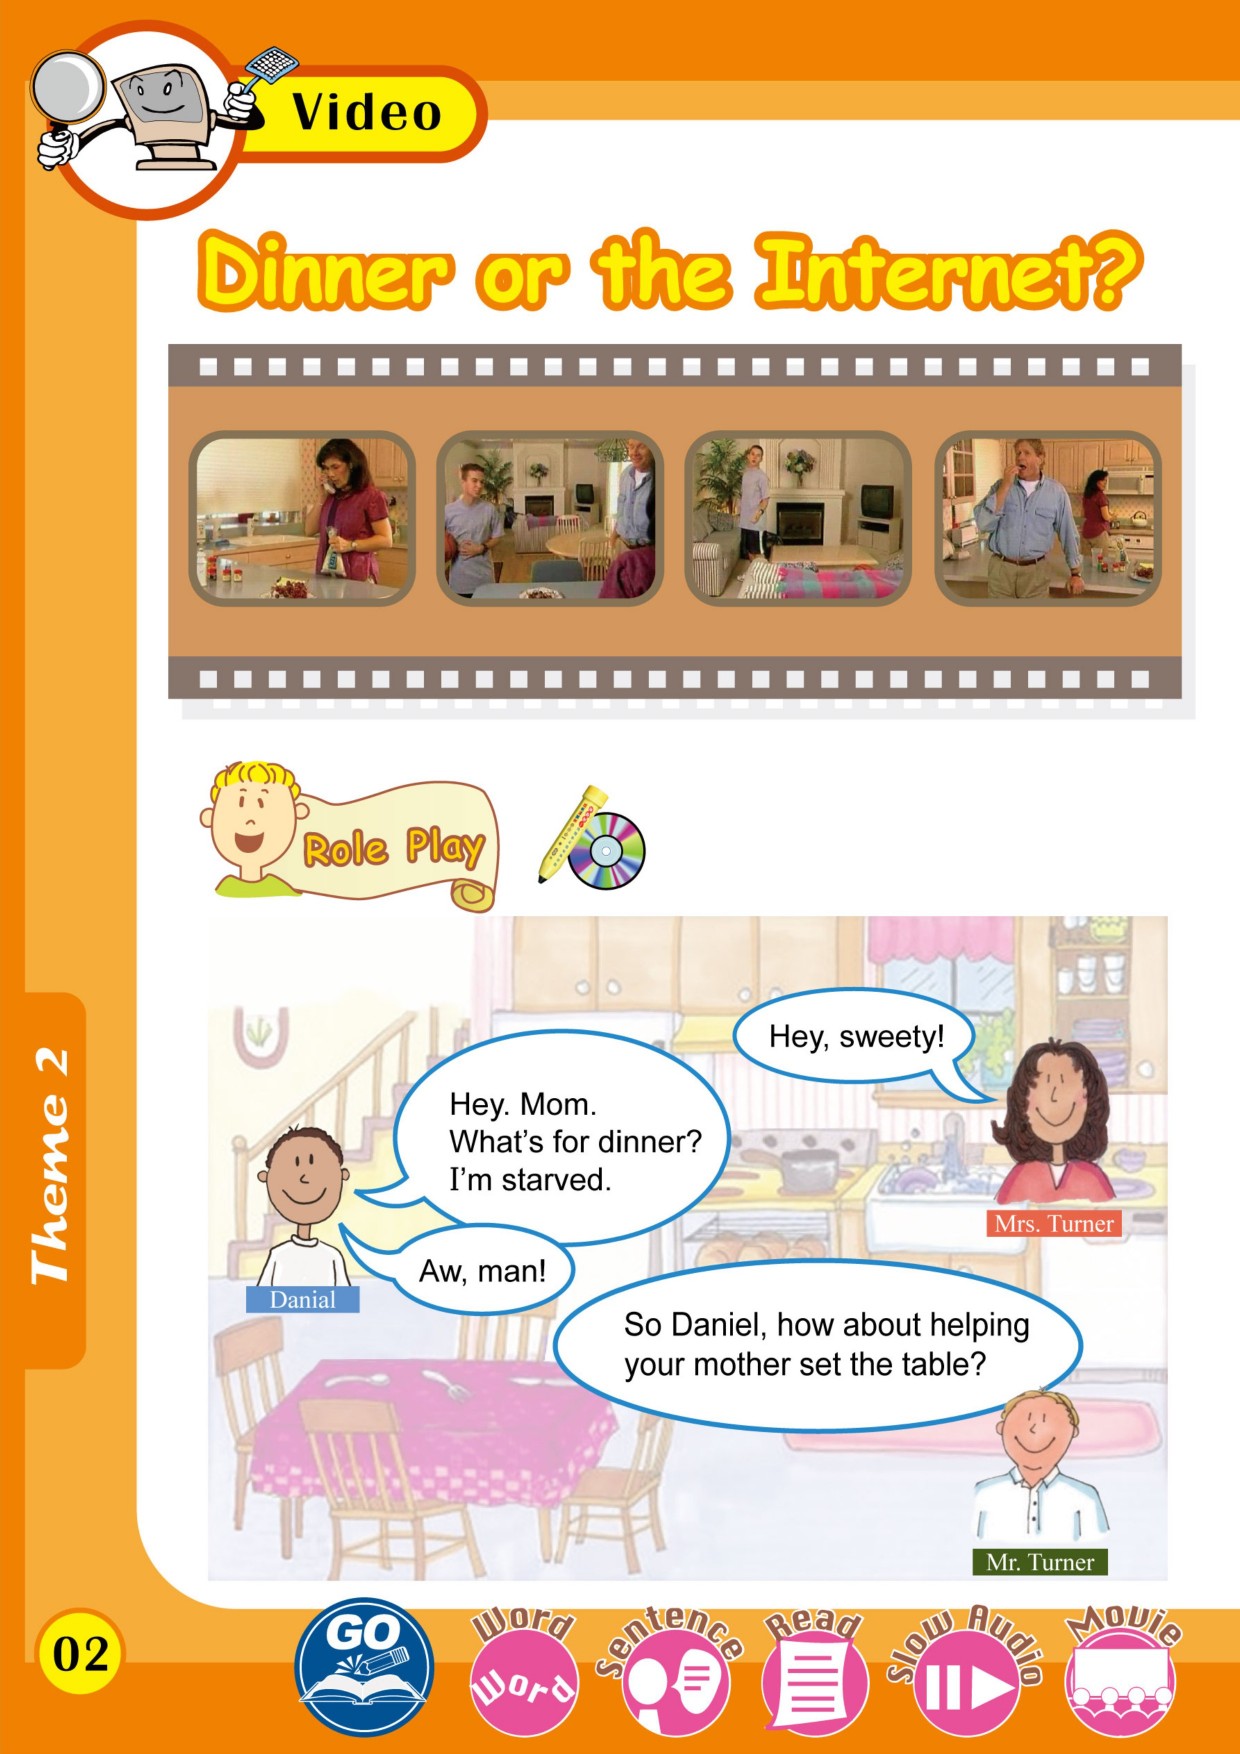 Video
Dinner or the Internet?
Role Play
Hey, sweety!
Hey. Mom.
What's for dinner?
I'm starved.
Mrs. Turner
Aw, man!
Danial
So Daniel, how about helping
your mother set the table?
Mr. Turner
Theme 2
02
GO
Word
Word
Sentence
Read
Slow Audio
Movie